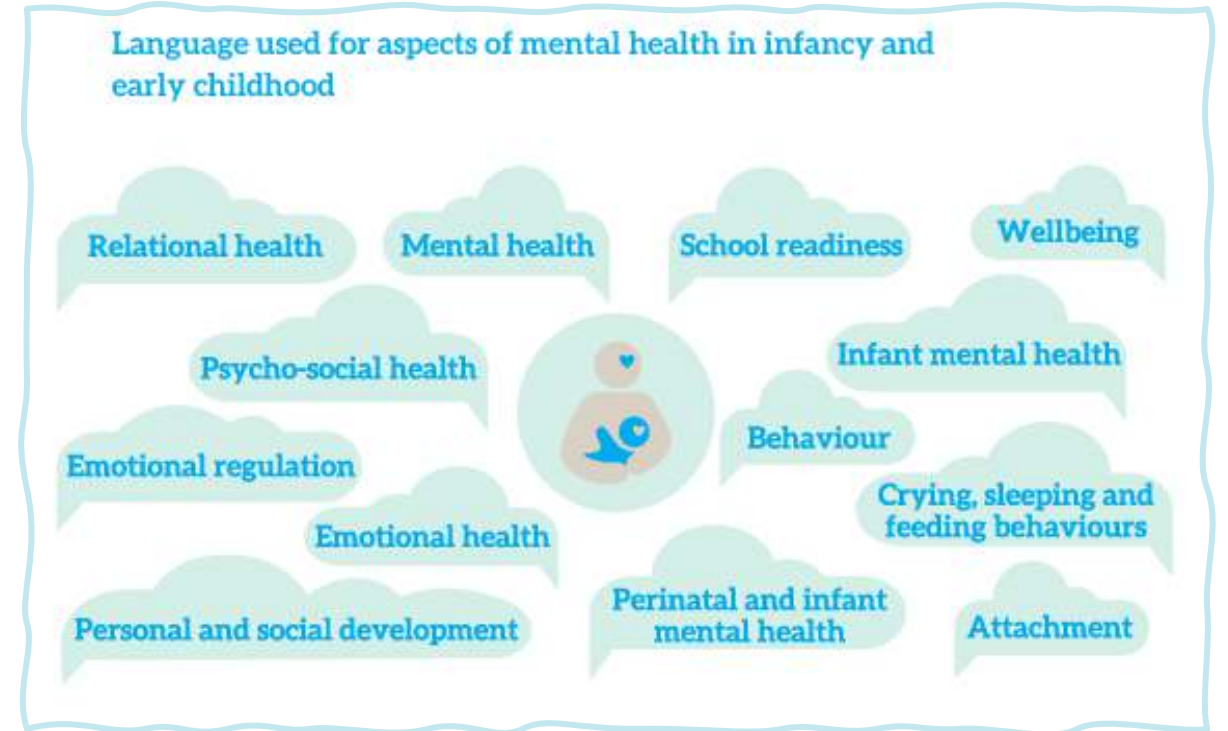 Language used for aspects of mental health in infancy and
early childhood
Relational health
Mental health
School readiness
Wellbeing
Psycho-social health
Infant mental health
Emotional regulation
Behaviour
Emotional health
Crying, sleeping and
feeding behaviours
Personal and social development
Perinatal and infant
mental health
Attachment